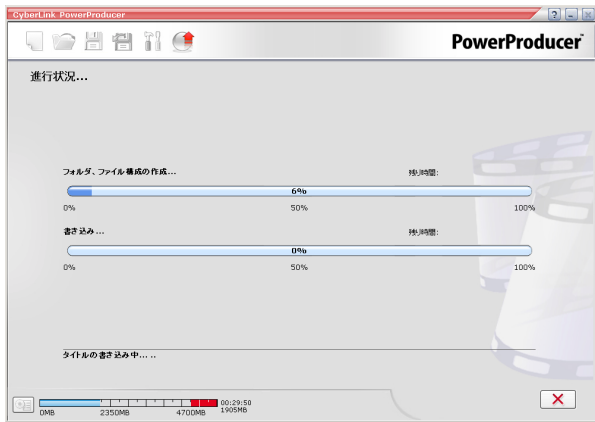 CyberLink PowerProducer
PowerProducer
進行状況...
フォルダ、ファイル構成の作成... 残り時間:
6%
0% 50% 100%
書き込み... 残り時間:
0%
0% 50% 100%
タイトルの書き込み中... ..
00:29:50
0MB 2350MB 4700MB 1905MB